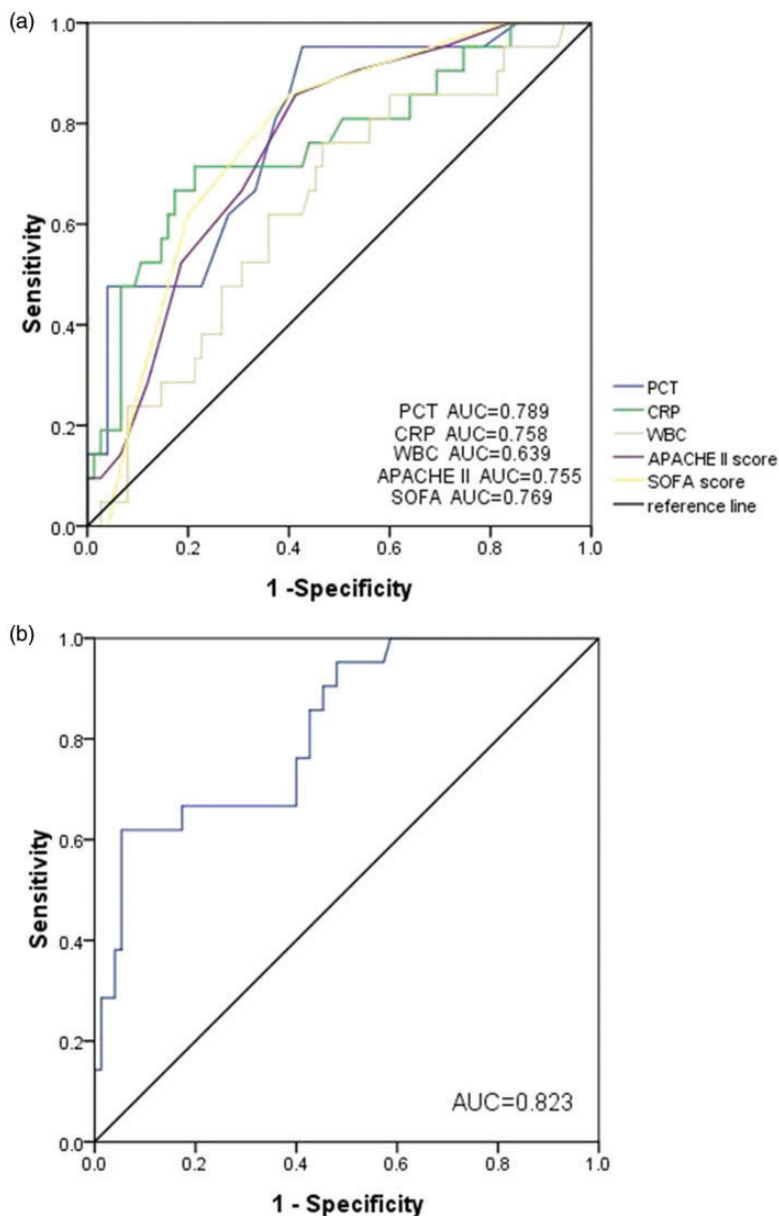 (a)
1.0
0.8
0.6
0.4
0.2
0.0
Sensitivity
PCT AUC=0.789
CRP AUC=0.758
WBC AUC=0.639
APACHE II AUC=0.755
SOFA AUC=0.769
0.0 0.2 0.4 0.6 0.8 1.0
1 -Specificity
PCT
CRP
WBC
APACHE II score
SOFA score
reference line
(b)
1.0
0.8
0.6
0.4
0.2
0.0
Sensitivity
AUC=0.823
0.0 0.2 0.4 0.6 0.8 1.0
1 - Specificity